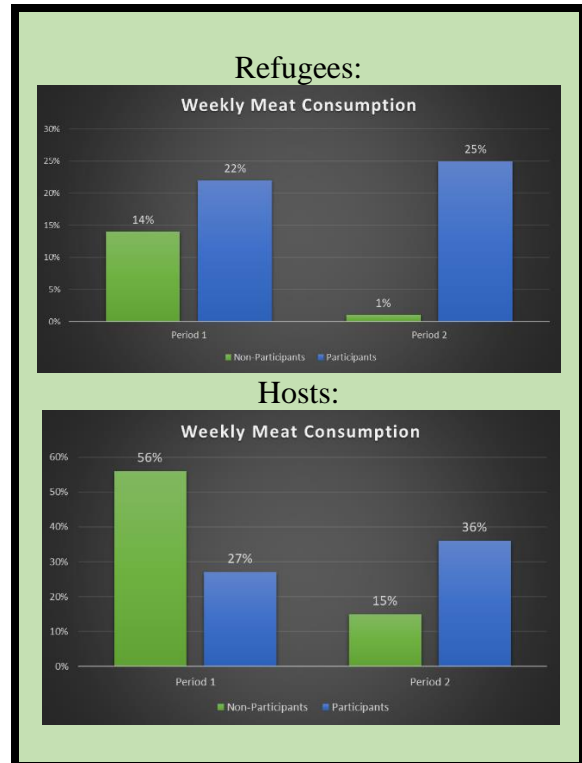 Refugees:
Weekly Meat Consumption
30%
25%
20%
15%
10%
5%
0%
14%
22%
1%
25%
Period 1
Period 2
Non-Participants
Participants
Hosts:
Weekly Meat Consumption
60%
50%
40%
30%
20%
10%
0%
56%
27%
15%
36%
Period 1
Period 2
Non-Participants
Participants